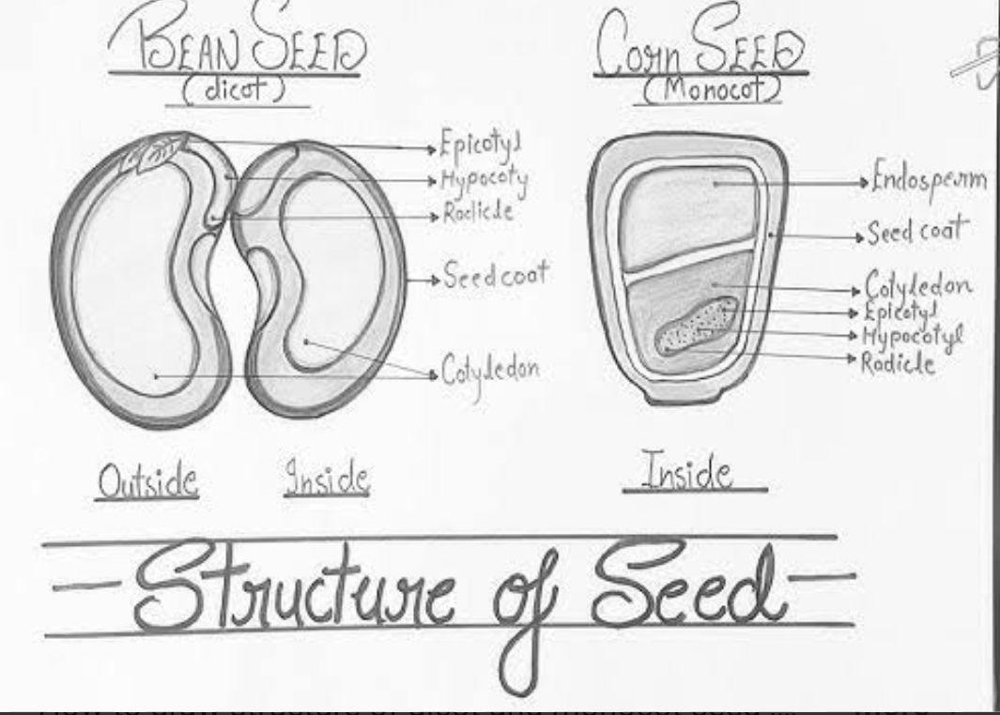 BEAN SEED
(dicot)
Epicotyl
Hypocoty
Radicle
Seed coat
Cotyledon
Outside
Inside
Corn SEED
(Monocot)
Endosperm
Seed coat
Cotyledon
Epicotyl
Hypocotyl
Radicle
Inside
Structure of Seed